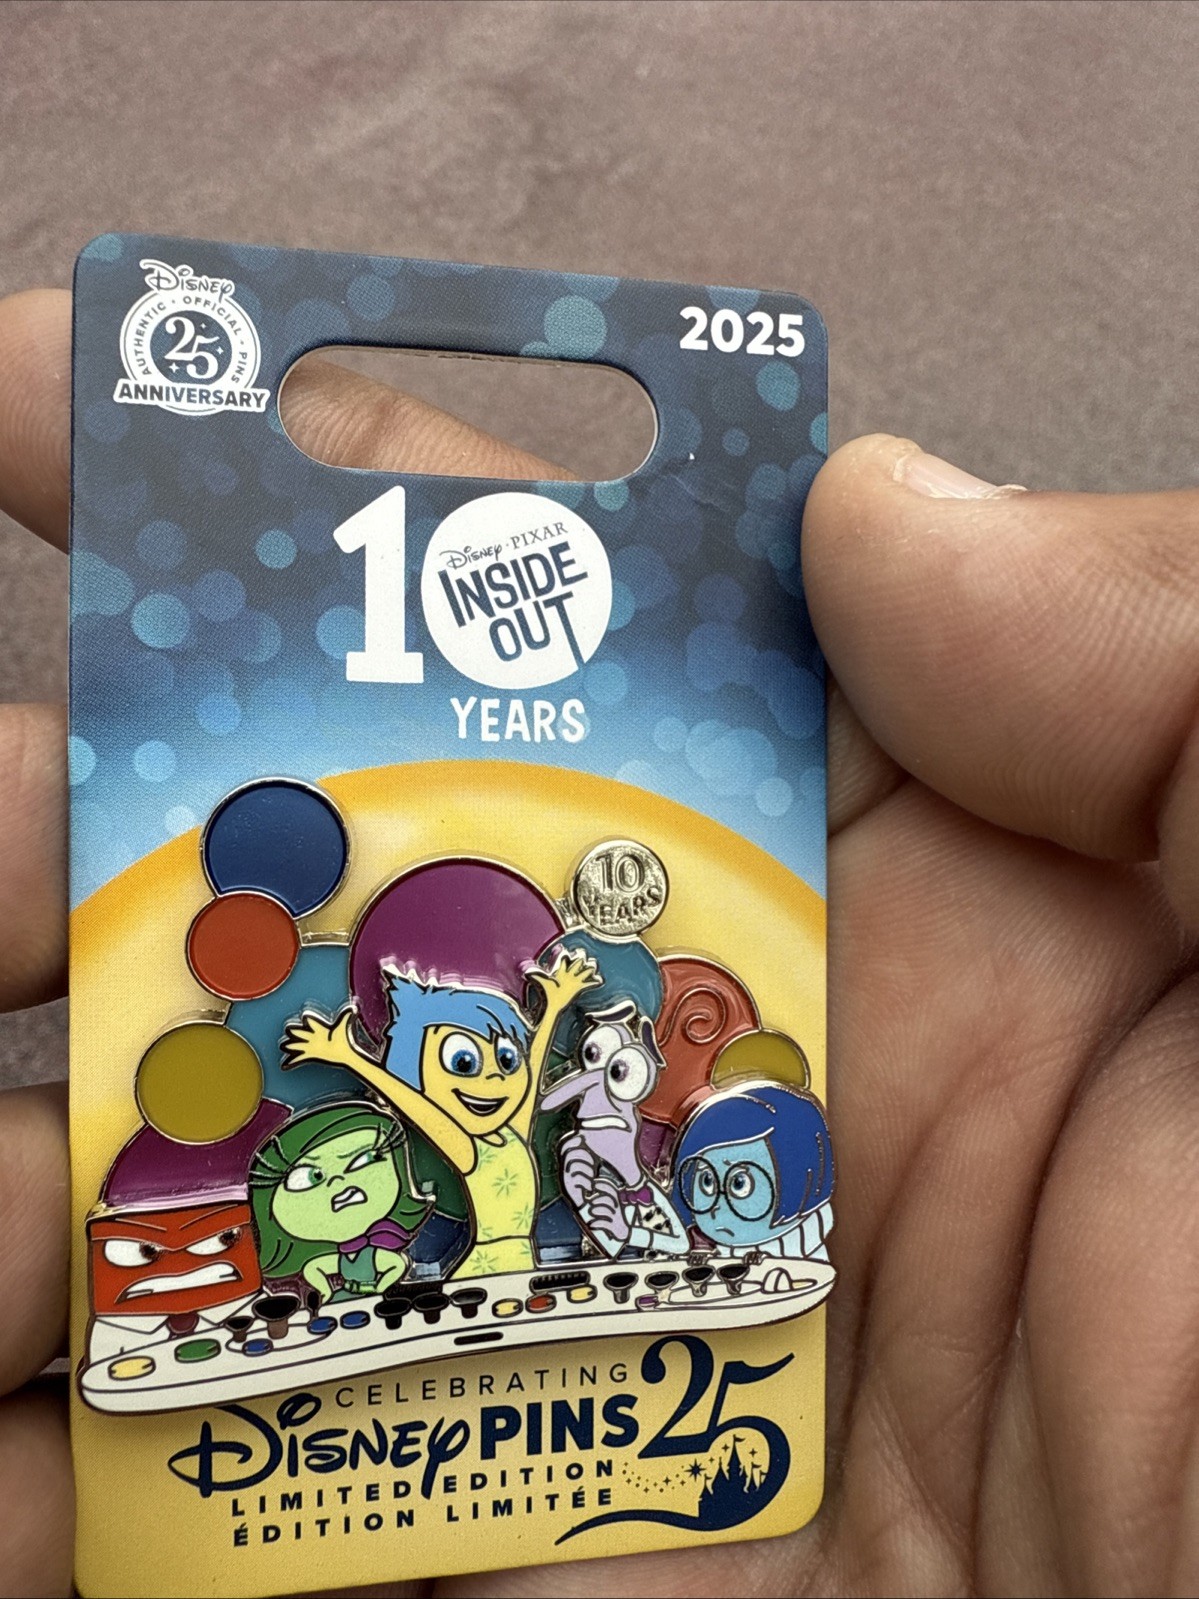 Disney
AUTHENTIC • OFFICIAL • PINS
25
ANNIVERSARY
2025
10
Disney • PIXAR
INSIDE
OUT
YEARS
10
YEARS
CELEBRATING
Disney PINS 25
LIMITED EDITION
ÉDITION LIMITÉE